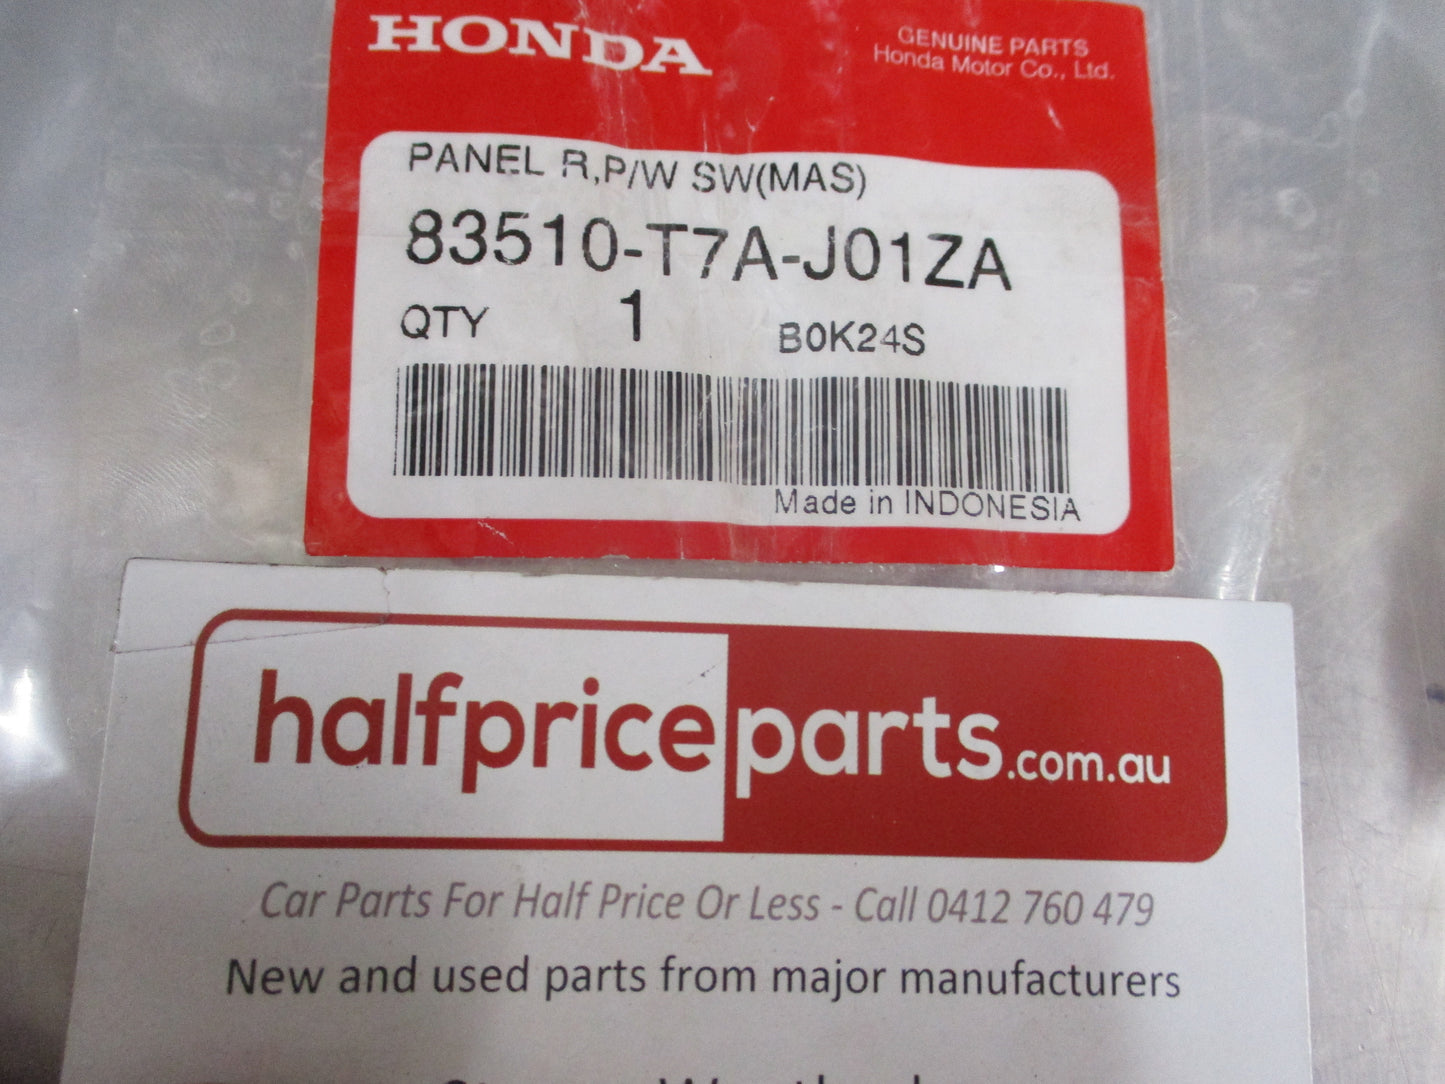 HONDA
GENUINE PARTS
Honda Motor Co., Ltd.
PANEL R,P/W SW(MAS)
83510-T7A-J01ZA
QTY 1 B0K24S
Made in INDONESIA
halfpriceparts.com.au
Car Parts For Half Price Or Less - Call 0412 760 479
New and used parts from major manufacturers